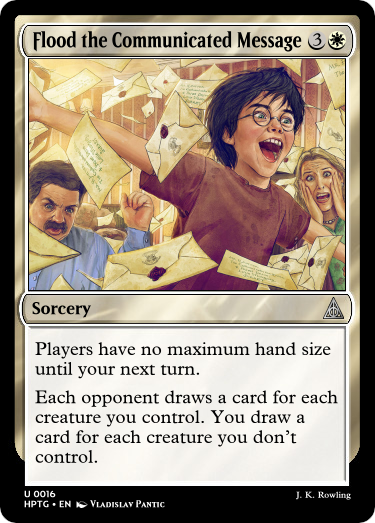 Flood the Communicated Message 3
Sorcery
Players have no maximum hand size
until your next turn.
Each opponent draws a card for each
creature you control. You draw a
card for each creature you don't
control.
U 0016
HPTG • EN Vladislav Pantic
J. K. Rowling